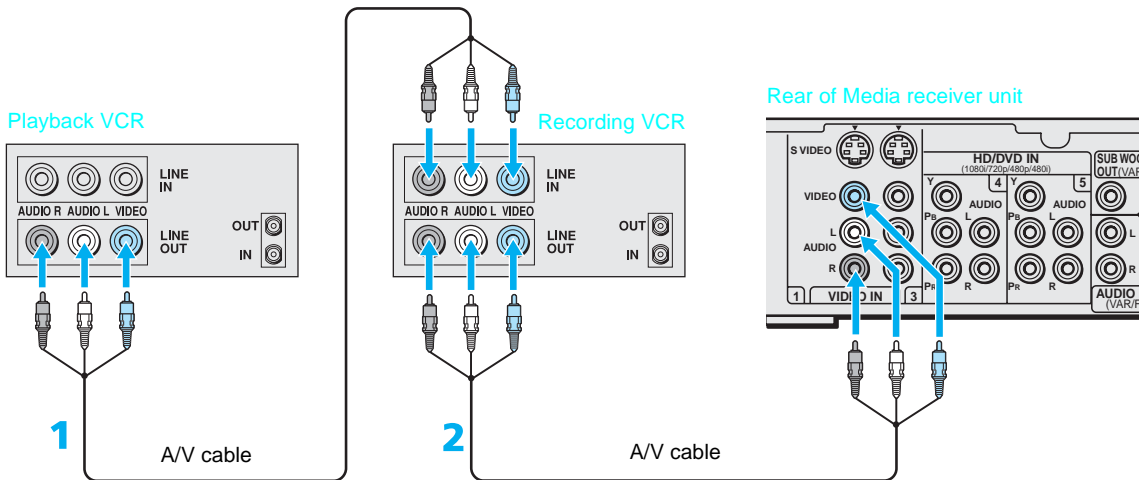 Playback VCR
LINE
IN
AUDIO R AUDIO L VIDEO
LINE
OUT
OUT
IN
1
A/V cable
Recording VCR
LINE
IN
AUDIO R AUDIO L VIDEO
LINE
OUT
OUT
IN
2
A/V cable
Rear of Media receiver unit
S VIDEO
VIDEO
L
AUDIO
R
1 VIDEO IN 3
HD/DVD IN
(1080i/720p/480p/480i)
Y 4 Y 5
AUDIO AUDIO
PB L PB L
PR R PR R
SUB WOO
OUT(VAR
L
R
AUDIO
(VAR/F